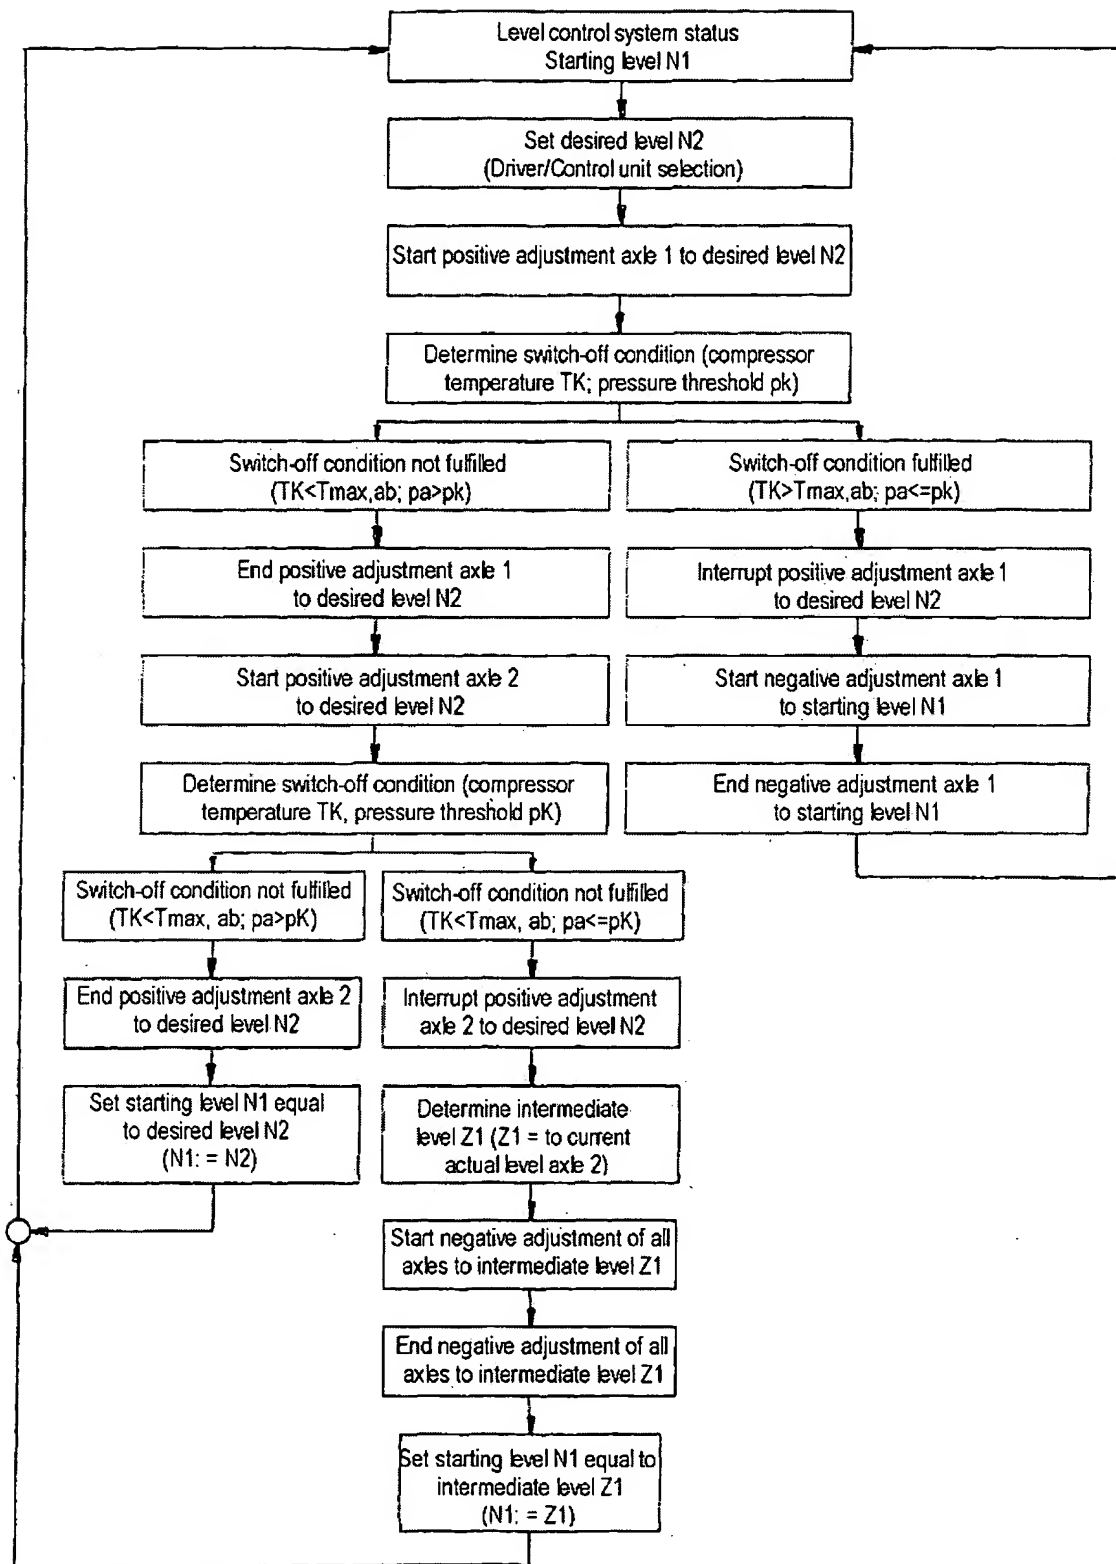 Level control system status
Starting level N1
Set desired level N2
(Driver/Control unit selection)
Start positive adjustment axle 1 to desired level N2
Determine switch-off condition (compressor
temperature TK; pressure threshold pk)
Switch-off condition not fulfilled
(TK<Tmax,ab; pa>pk)
Switch-off condition fulfilled
(TK>Tmax,ab; pa<=pk)
End positive adjustment axle 1
to desired level N2
Interrupt positive adjustment axle 1
to desired level N2
Start positive adjustment axle 2
to desired level N2
Start negative adjustment axle 1
to starting level N1
Determine switch-off condition (compressor
temperature TK, pressure threshold pK)
End negative adjustment axle 1
to starting level N1
Switch-off condition not fulfilled
(TK<Tmax, ab; pa>pK)
Switch-off condition not fulfilled
(TK<Tmax, ab; pa<=pK)
End positive adjustment axle 2
to desired level N2
Interrupt positive adjustment
axle 2 to desired level N2
Set starting level N1 equal
to desired level N2
(N1: = N2)
Determine intermediate
level Z1 (Z1 = to current
actual level axle 2)
Start negative adjustment of all
axles to intermediate level Z1
End negative adjustment of all
axles to intermediate level Z1
Set starting level N1 equal to
intermediate level Z1
(N1: = Z1)